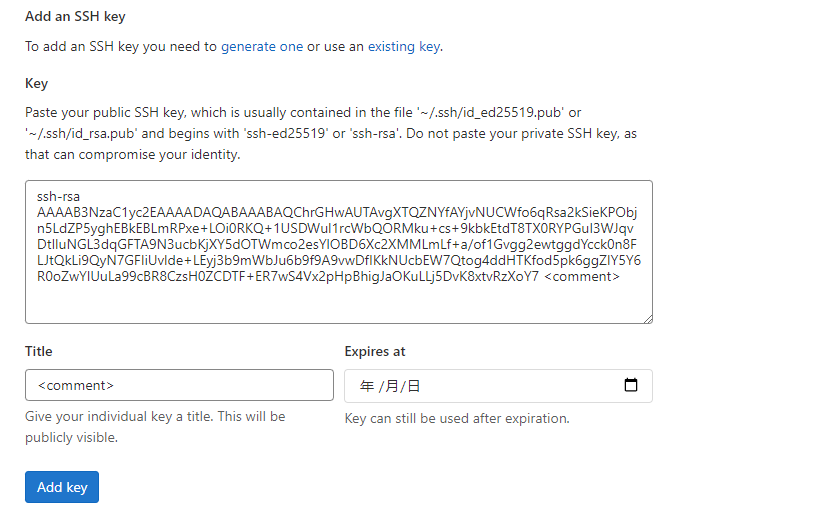 Add an SSH key
To add an SSH key you need to generate one or use an existing key.
Key
Paste your public SSH key, which is usually contained in the file '~/.ssh/id_ed25519.pub' or
'~/.ssh/id_rsa.pub' and begins with 'ssh-ed25519' or 'ssh-rsa'. Do not paste your private SSH key, as
that can compromise your identity.
ssh-rsa
AAAAB3NzaC1yc2EAAAADAQABAAABAQChrGHwAUTAvgXTQZNYfAYjvNUCWfo6qRsa2kSieKPObj
n5LdZP5yghEBkEBLmRPxe+LOi0RKQ+1USDWuI1rcWbQORMku+cs+9kbkEtdT8TX0RYPGuI3WJqv
DtIluNGL3dqGFTA9N3ucbKjXY5dOTWmco2esYIOBD6Xc2XMMLmLf+a/of1Gvgg2ewtggdYcck0n8F
LJtQkLi9QyN7GFliUvIde+LEyj3b9mWbJu6b9f9A9vwDflKkNUcbEW7Qtog4ddHTKfod5pk6ggZlY5Y6
R0oZwYIUuLa99cBR8CzsH0ZCDTF+ER7wS4Vx2pHpBhigJaOKuLLj5DvK8xtvRzXoY7 <comment>
Title
Expires at
<comment>
年 /月/日
Give your individual key a title. This will be
publicly visible.
Key can still be used after expiration.
Add key